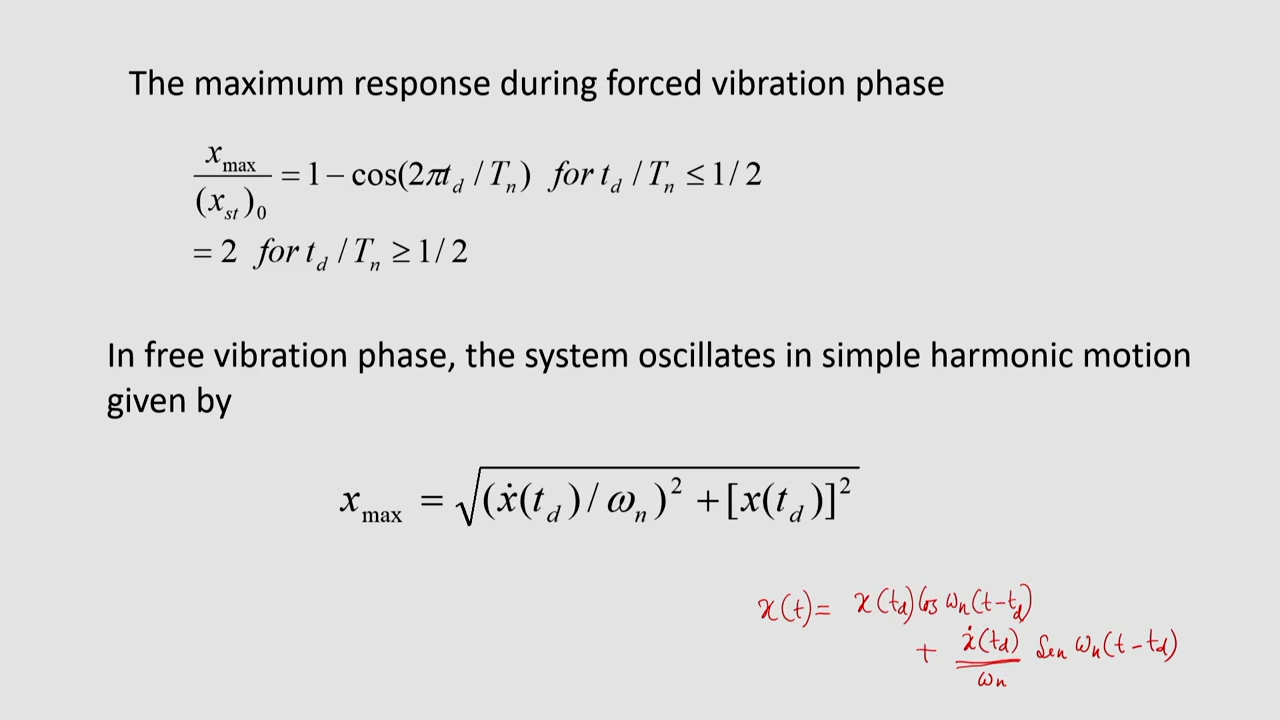 The maximum response during forced vibration phase
x_max / (x_st)_0 = 1 − cos(2πt_d / T_n) for t_d / T_n ≤ 1 / 2
= 2 for t_d / T_n ≥ 1 / 2
In free vibration phase, the system oscillates in simple harmonic motion
given by
x_max = √((ẋ(t_d) / ω_n)² + [x(t_d)]²)
x(t) = x(t_d) Cos ω_n(t − t_d)
+ ẋ(t_d) / ω_n Sen ω_n(t − t_d)